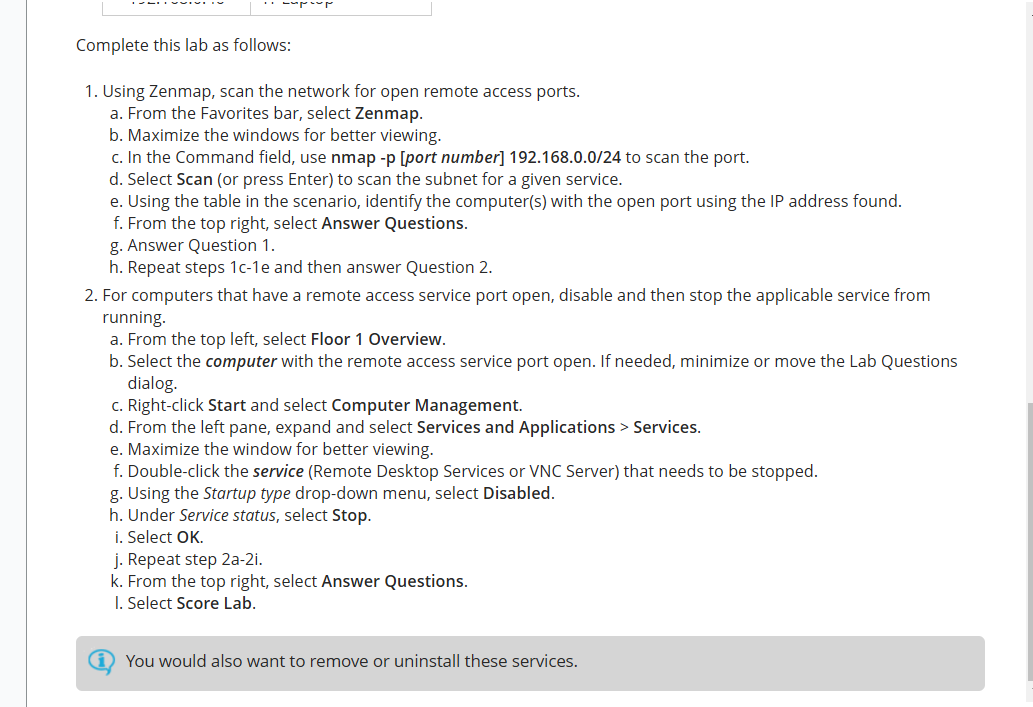 Complete this lab as follows:
1. Using Zenmap, scan the network for open remote access ports.
a. From the Favorites bar, select Zenmap.
b. Maximize the windows for better viewing.
c. In the Command field, use nmap -p [port number] 192.168.0.0/24 to scan the port.
d. Select Scan (or press Enter) to scan the subnet for a given service.
e. Using the table in the scenario, identify the computer(s) with the open port using the IP address found.
f. From the top right, select Answer Questions.
g. Answer Question 1.
h. Repeat steps 1c-1e and then answer Question 2.
2. For computers that have a remote access service port open, disable and then stop the applicable service from
running.
a. From the top left, select Floor 1 Overview.
b. Select the computer with the remote access service port open. If needed, minimize or move the Lab Questions
dialog.
c. Right-click Start and select Computer Management.
d. From the left pane, expand and select Services and Applications > Services.
e. Maximize the window for better viewing.
f. Double-click the service (Remote Desktop Services or VNC Server) that needs to be stopped.
g. Using the Startup type drop-down menu, select Disabled.
h. Under Service status, select Stop.
i. Select OK.
j. Repeat step 2a-2i.
k. From the top right, select Answer Questions.
l. Select Score Lab.
You would also want to remove or uninstall these services.